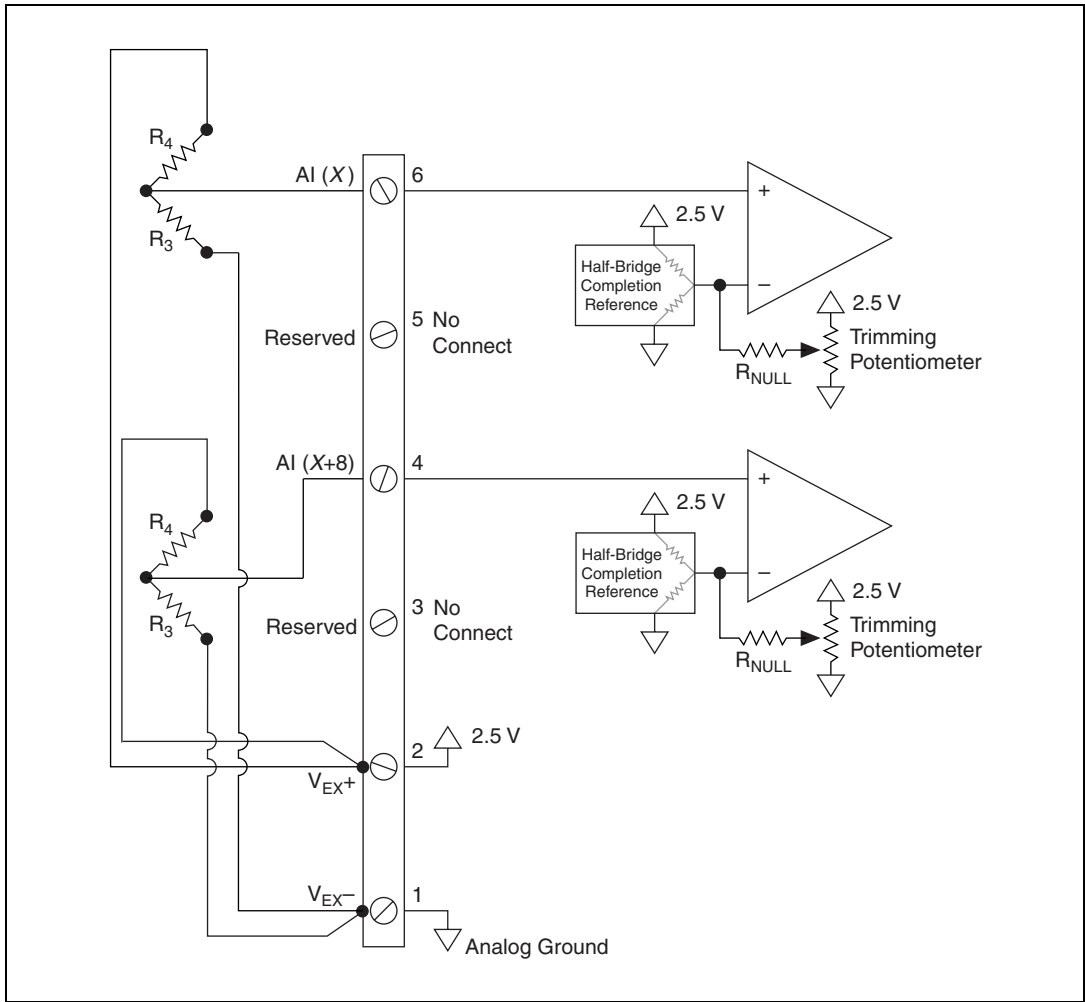 R4
AI (X)
6
+
2.5 V
Half-Bridge
Completion
Reference
–
R3
2.5 V
Trimming
Potentiometer
RNULL
5 No
Connect
Reserved
AI (X+8)
4
+
2.5 V
R4
Half-Bridge
Completion
Reference
–
2.5 V
Trimming
Potentiometer
RNULL
R3
3 No
Connect
Reserved
2
2.5 V
VEX+
VEX–
1
Analog Ground